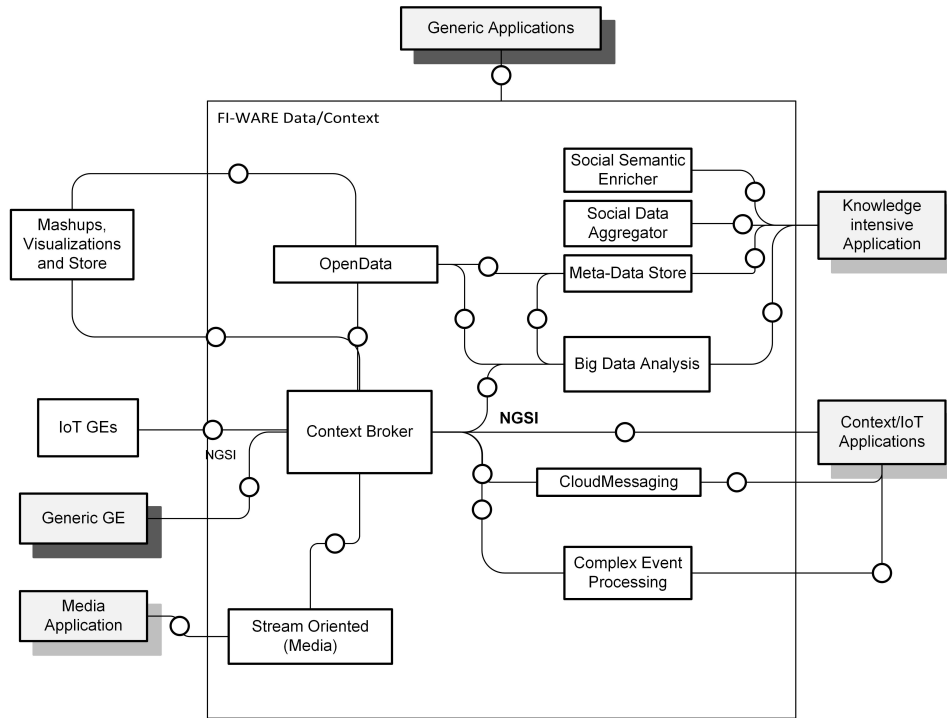 Generic Applications
FI-WARE Data/Context
Social Semantic
Enricher
Mashups,
Visualizations
and Store
Social Data
Aggregator
Knowledge
intensive
Application
OpenData
Meta-Data Store
Big Data Analysis
IoT GEs
NGSI
Context Broker
NGSI
Context/IoT
Applications
CloudMessaging
Generic GE
Complex Event
Processing
Media
Application
Stream Oriented
(Media)